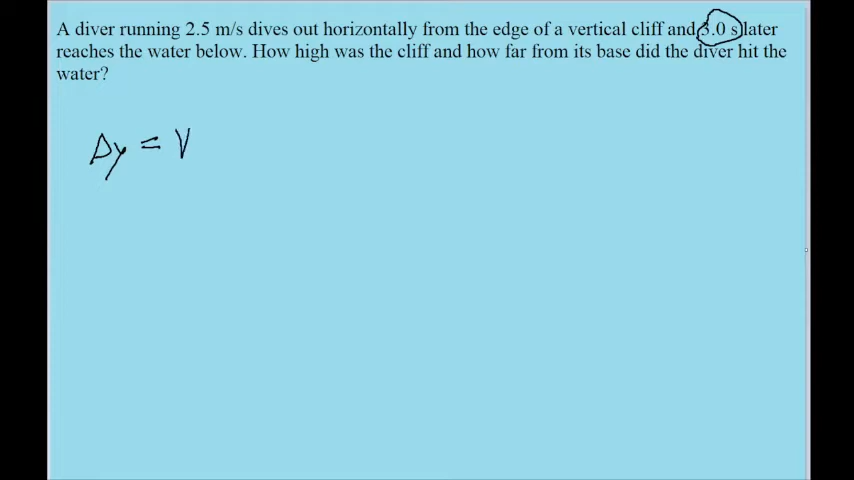 A diver running 2.5 m/s dives out horizontally from the edge of a vertical cliff and 3.0 s later
reaches the water below. How high was the cliff and how far from its base did the diver hit the
water?
Δy = V